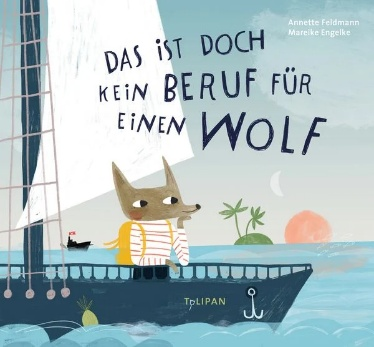 Annette Feldmann
Mareike Engelke
DAS iST DOCH
KEiN BERUF FÜR
EiNEN WOLF
TuLIPAN